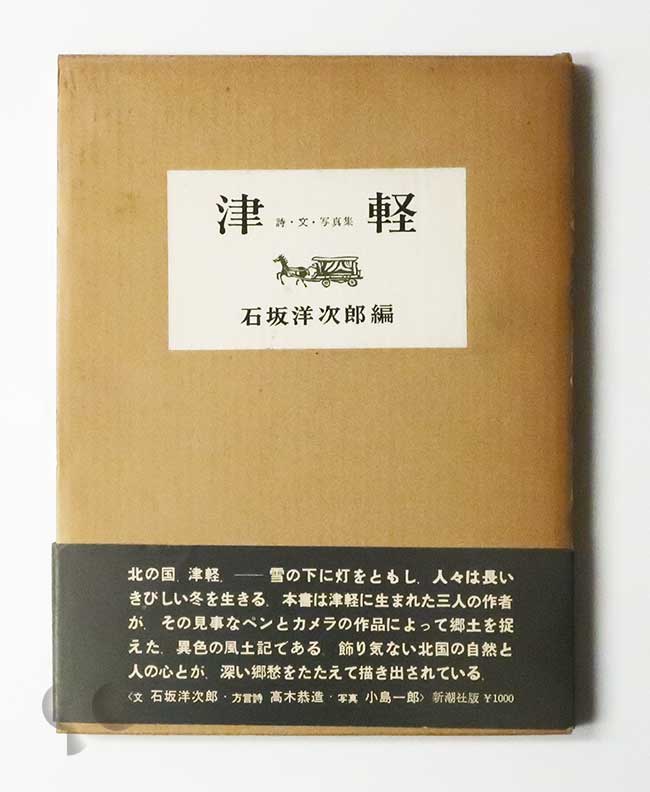 津 詩・文・写真集 軽
石坂洋次郎編
北の国、津軽。――雪の下に灯をともし、人々は長い
きびしい冬を生きる。本書は津軽に生まれた三人の作者
が、その見事なペンとカメラの作品によって郷土を捉
えた、異色の風土記である。飾り気ない北国の自然と
人の心とが、深い郷愁をたたえて描き出されている。
〈文 石坂洋次郎・方言詩 高木恭造・写真 小島一郎〉 新潮社版 ¥1000